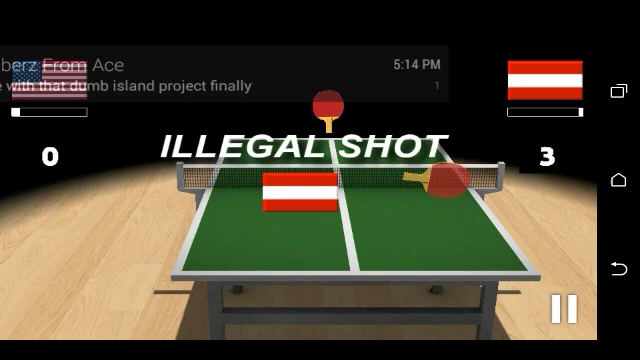 berz From Ace
5:14 PM
with that dumb island project finally
1
ILLEGAL SHOT
0
3